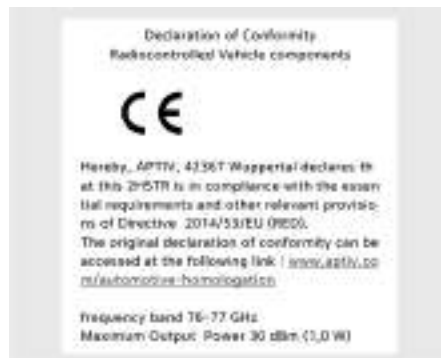 Declaration of Conformity
Radiocontrolled Vehicle components
CE
Hereby, APTIV, 42367 Wuppertal declares th
at this 2HSTR is in compliance with the essen
tial requirements and other relevant provisio-
ns of Directive 2014/53/EU (RED).
The original declaration of conformity can be
accessed at the following link : www.aptiv.co
m/automotive-homologation
Frequency band 76-77 GHz
Maximum Output Power 30 dBm (1,0 W)